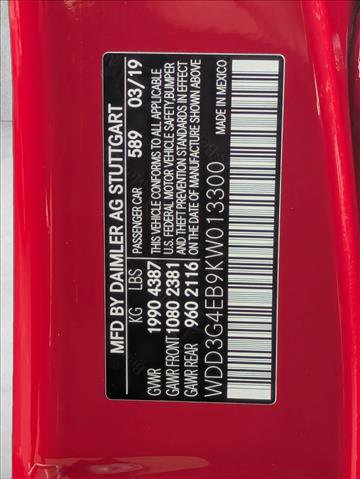 MFD BY DAIMLER AG STUTTGART
PASSENGER CAR 589 03/19
KG LBS
GVWR 1990 4387
GAWR FRONT 1080 2381
GAWR REAR 960 2116
THIS VEHICLE CONFORMS TO ALL APPLICABLE
U.S. FEDERAL MOTOR VEHICLE SAFETY, BUMPER
AND THEFT PREVENTION STANDARDS IN EFFECT
ON THE DATE OF MANUFACTURE SHOWN ABOVE
WDD3G4EB9KW013300
MADE IN MEXICO